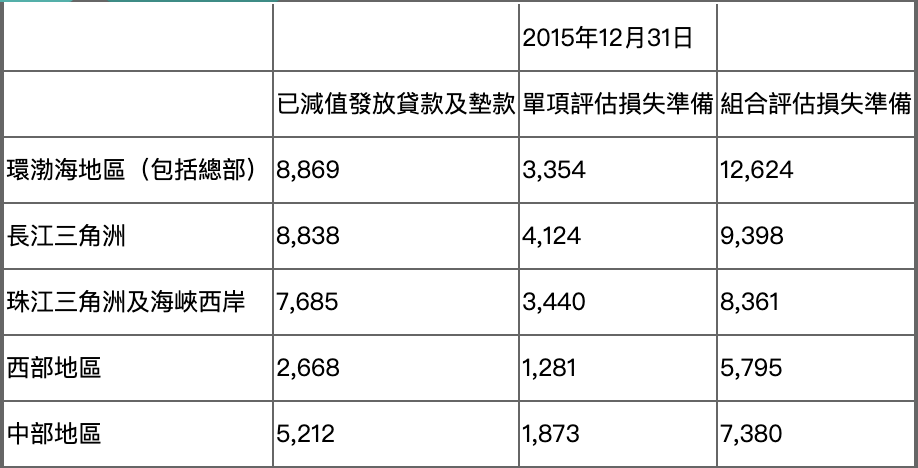 2015年12月31日
已減值發放貸款及墊款 單項評估損失準備 組合評估損失準備
環渤海地區（包括總部） 8,869 3,354 12,624
長江三角洲 8,838 4,124 9,398
珠江三角洲及海峽西岸 7,685 3,440 8,361
西部地區 2,668 1,281 5,795
中部地區 5,212 1,873 7,380